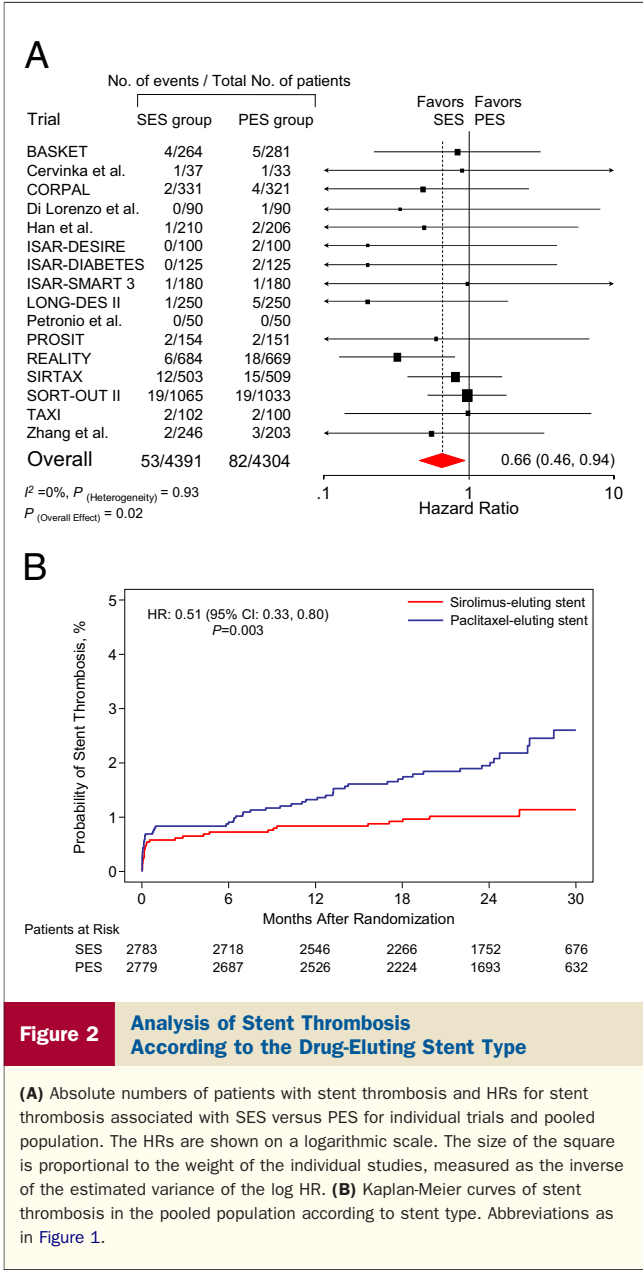 A
No. of events / Total No. of patients
Favors Favors
Trial SES group PES group SES PES
BASKET 4/264 5/281
Cervinka et al. 1/37 1/33
CORPAL 2/331 4/321
Di Lorenzo et al. 0/90 1/90
Han et al. 1/210 2/206
ISAR-DESIRE 0/100 2/100
ISAR-DIABETES 0/125 2/125
ISAR-SMART 3 1/180 1/180
LONG-DES II 1/250 5/250
Petronio et al. 0/50 0/50
PROSIT 2/154 2/151
REALITY 6/684 18/669
SIRTAX 12/503 15/509
SORT-OUT II 19/1065 19/1033
TAXI 2/102 2/100
Zhang et al. 2/246 3/203
Overall 53/4391 82/4304 0.66 (0.46, 0.94)
I² =0%, P (Heterogeneity) = 0.93
P (Overall Effect) = 0.02
.1 1 10
Hazard Ratio
B
HR: 0.51 (95% CI: 0.33, 0.80)
P=0.003
Sirolimus-eluting stent
Paclitaxel-eluting stent
Probability of Stent Thrombosis, %
5
4
3
2
1
0
0 6 12 18 24 30
Months After Randomization
Patients at Risk
SES 2783 2718 2546 2266 1752 676
PES 2779 2687 2526 2224 1693 632
Figure 2
Analysis of Stent Thrombosis
According to the Drug-Eluting Stent Type
(A) Absolute numbers of patients with stent thrombosis and HRs for stent
thrombosis associated with SES versus PES for individual trials and pooled
population. The HRs are shown on a logarithmic scale. The size of the square
is proportional to the weight of the individual studies, measured as the inverse
of the estimated variance of the log HR. (B) Kaplan-Meier curves of stent
thrombosis in the pooled population according to stent type. Abbreviations as
in Figure 1.